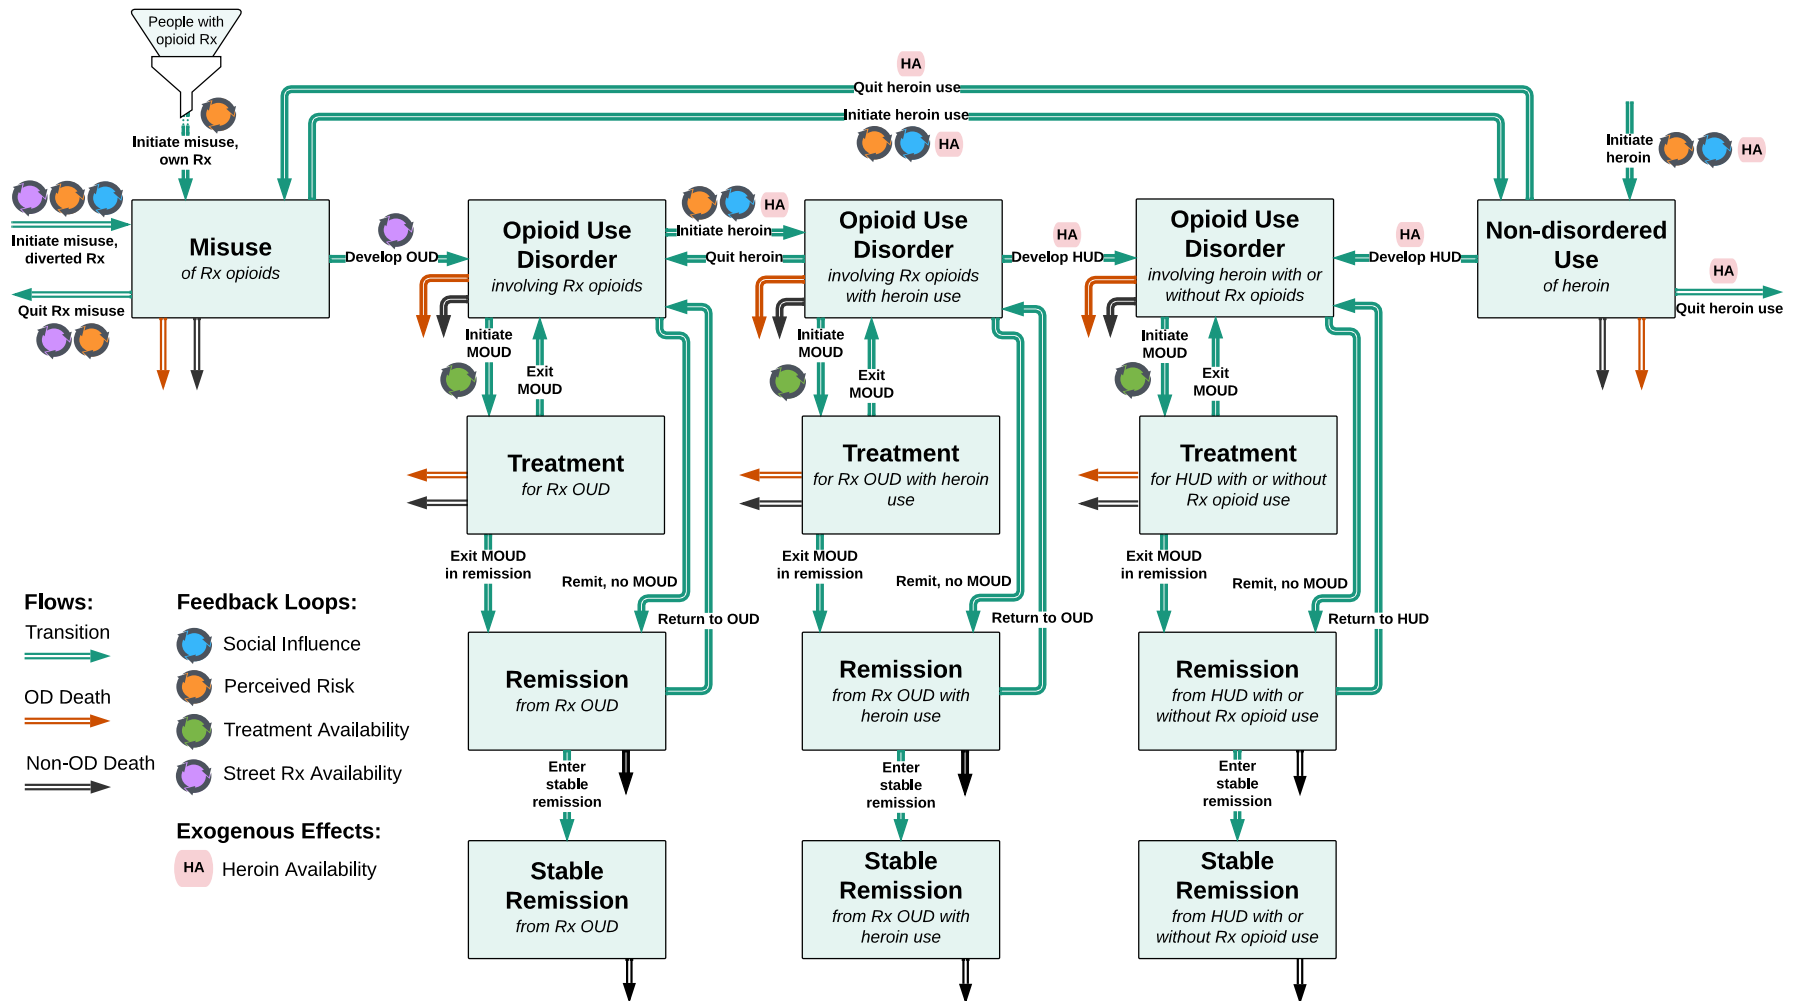 People with
opioid Rx
HA
Quit heroin use
Initiate heroin use
HA
Initiate misuse,
own Rx
Initiate
heroin
HA
Initiate misuse,
diverted Rx
Misuse
of Rx opioids
Quit Rx misuse
Develop OUD
Opioid Use
Disorder
involving Rx opioids
HA
Initiate heroin
Quit heroin
Opioid Use
Disorder
involving Rx opioids
with heroin use
HA
Develop HUD
Opioid Use
Disorder
involving heroin with or
without Rx opioids
HA
Develop HUD
Non-disordered
Use
of heroin
HA
Quit heroin use
Initiate
MOUD
Exit
MOUD
Initiate
MOUD
Exit
MOUD
Initiate
MOUD
Exit
MOUD
Treatment
for Rx OUD
Treatment
for Rx OUD with heroin
use
Treatment
for HUD with or without
Rx opioid use
Exit MOUD
in remission
Remit, no MOUD
Return to OUD
Exit MOUD
in remission
Remit, no MOUD
Return to OUD
Exit MOUD
in remission
Remit, no MOUD
Return to HUD
Remission
from Rx OUD
Remission
from Rx OUD with
heroin use
Remission
from HUD with or
without Rx opioid use
Enter
stable
remission
Enter
stable
remission
Enter
stable
remission
Stable
Remission
from Rx OUD
Stable
Remission
from Rx OUD with
heroin use
Stable
Remission
from HUD with or
without Rx opioid use
Flows:
Transition
OD Death
Non-OD Death
Feedback Loops:
Social Influence
Perceived Risk
Treatment Availability
Street Rx Availability
Exogenous Effects:
HA
Heroin Availability